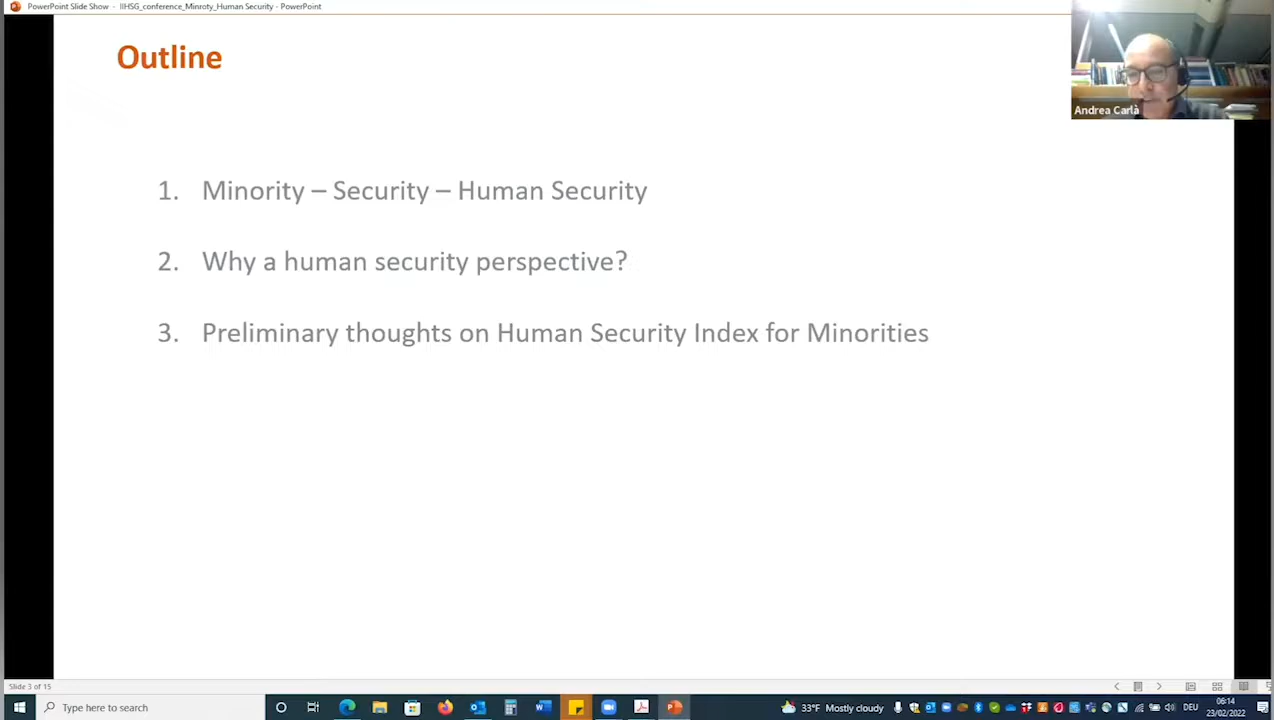 PowerPoint Slide Show - IIHSG_conference_Minroty_Human Security - PowerPoint
Outline
Andrea Carlà
1. Minority – Security – Human Security
2. Why a human security perspective?
3. Preliminary thoughts on Human Security Index for Minorities
Slide 3 of 15
Type here to search
33°F Mostly cloudy
DEU
06:14
23/02/2022